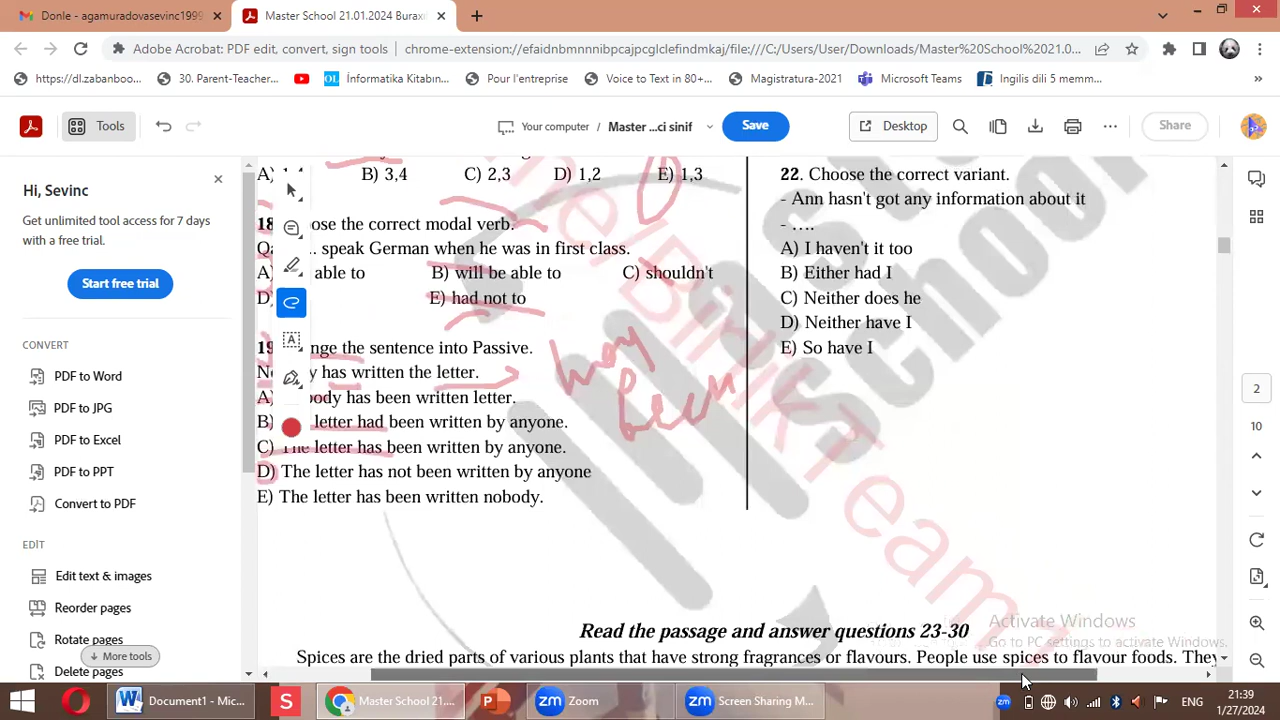 Donle - agamuradovasevinc1999
Master School 21.01.2024 Burax
Adobe Acrobat: PDF edit, convert, sign tools | chrome-extension://efaidnbmnnnibpcajpcglclefindmkaj/file:///C:/Users/User/Downloads/Master%20School%2021.0...
https://dl.zabanboo...
30. Parent-Teacher...
İnformatika Kitabın...
Pour l'entreprise
Voice to Text in 80+...
Magistratura-2021
Microsoft Teams
Ingilis dili 5 memm...
»
Tools
Your computer / Master ...ci sinif
Save
Desktop
Share
Hi, Sevinc
Get unlimited tool access for 7 days
with a free trial.
Start free trial
CONVERT
PDF to Word
PDF to JPG
PDF to Excel
PDF to PPT
Convert to PDF
EDİT
Edit text & images
Reorder pages
Rotate pages
More tools
Delete pages
A) 1,4 B) 3,4 C) 2,3 D) 1,2 E) 1,3
18 ose the correct modal verb.
Qa .. speak German when he was in first class.
A) able to B) will be able to C) shouldn't
D) E) had not to
19 nge the sentence into Passive.
No y has written the letter.
A) body has been written letter.
B) letter had been written by anyone.
C) The letter has been written by anyone.
D) The letter has not been written by anyone
E) The letter has been written nobody.
has
been
22. Choose the correct variant.
- Ann hasn't got any information about it
- ….
A) I haven't it too
B) Either had I
C) Neither does he
D) Neither have I
E) So have I
Read the passage and answer questions 23-30
Spices are the dried parts of various plants that have strong fragrances or flavours. People use spices to flavour foods. They
School
Team
Activate Windows
Go to PC settings to activate Windows.
2
10
Document1 - Mic...
Master School 21....
Zoom
Screen Sharing M...
ENG
21:39
1/27/2024